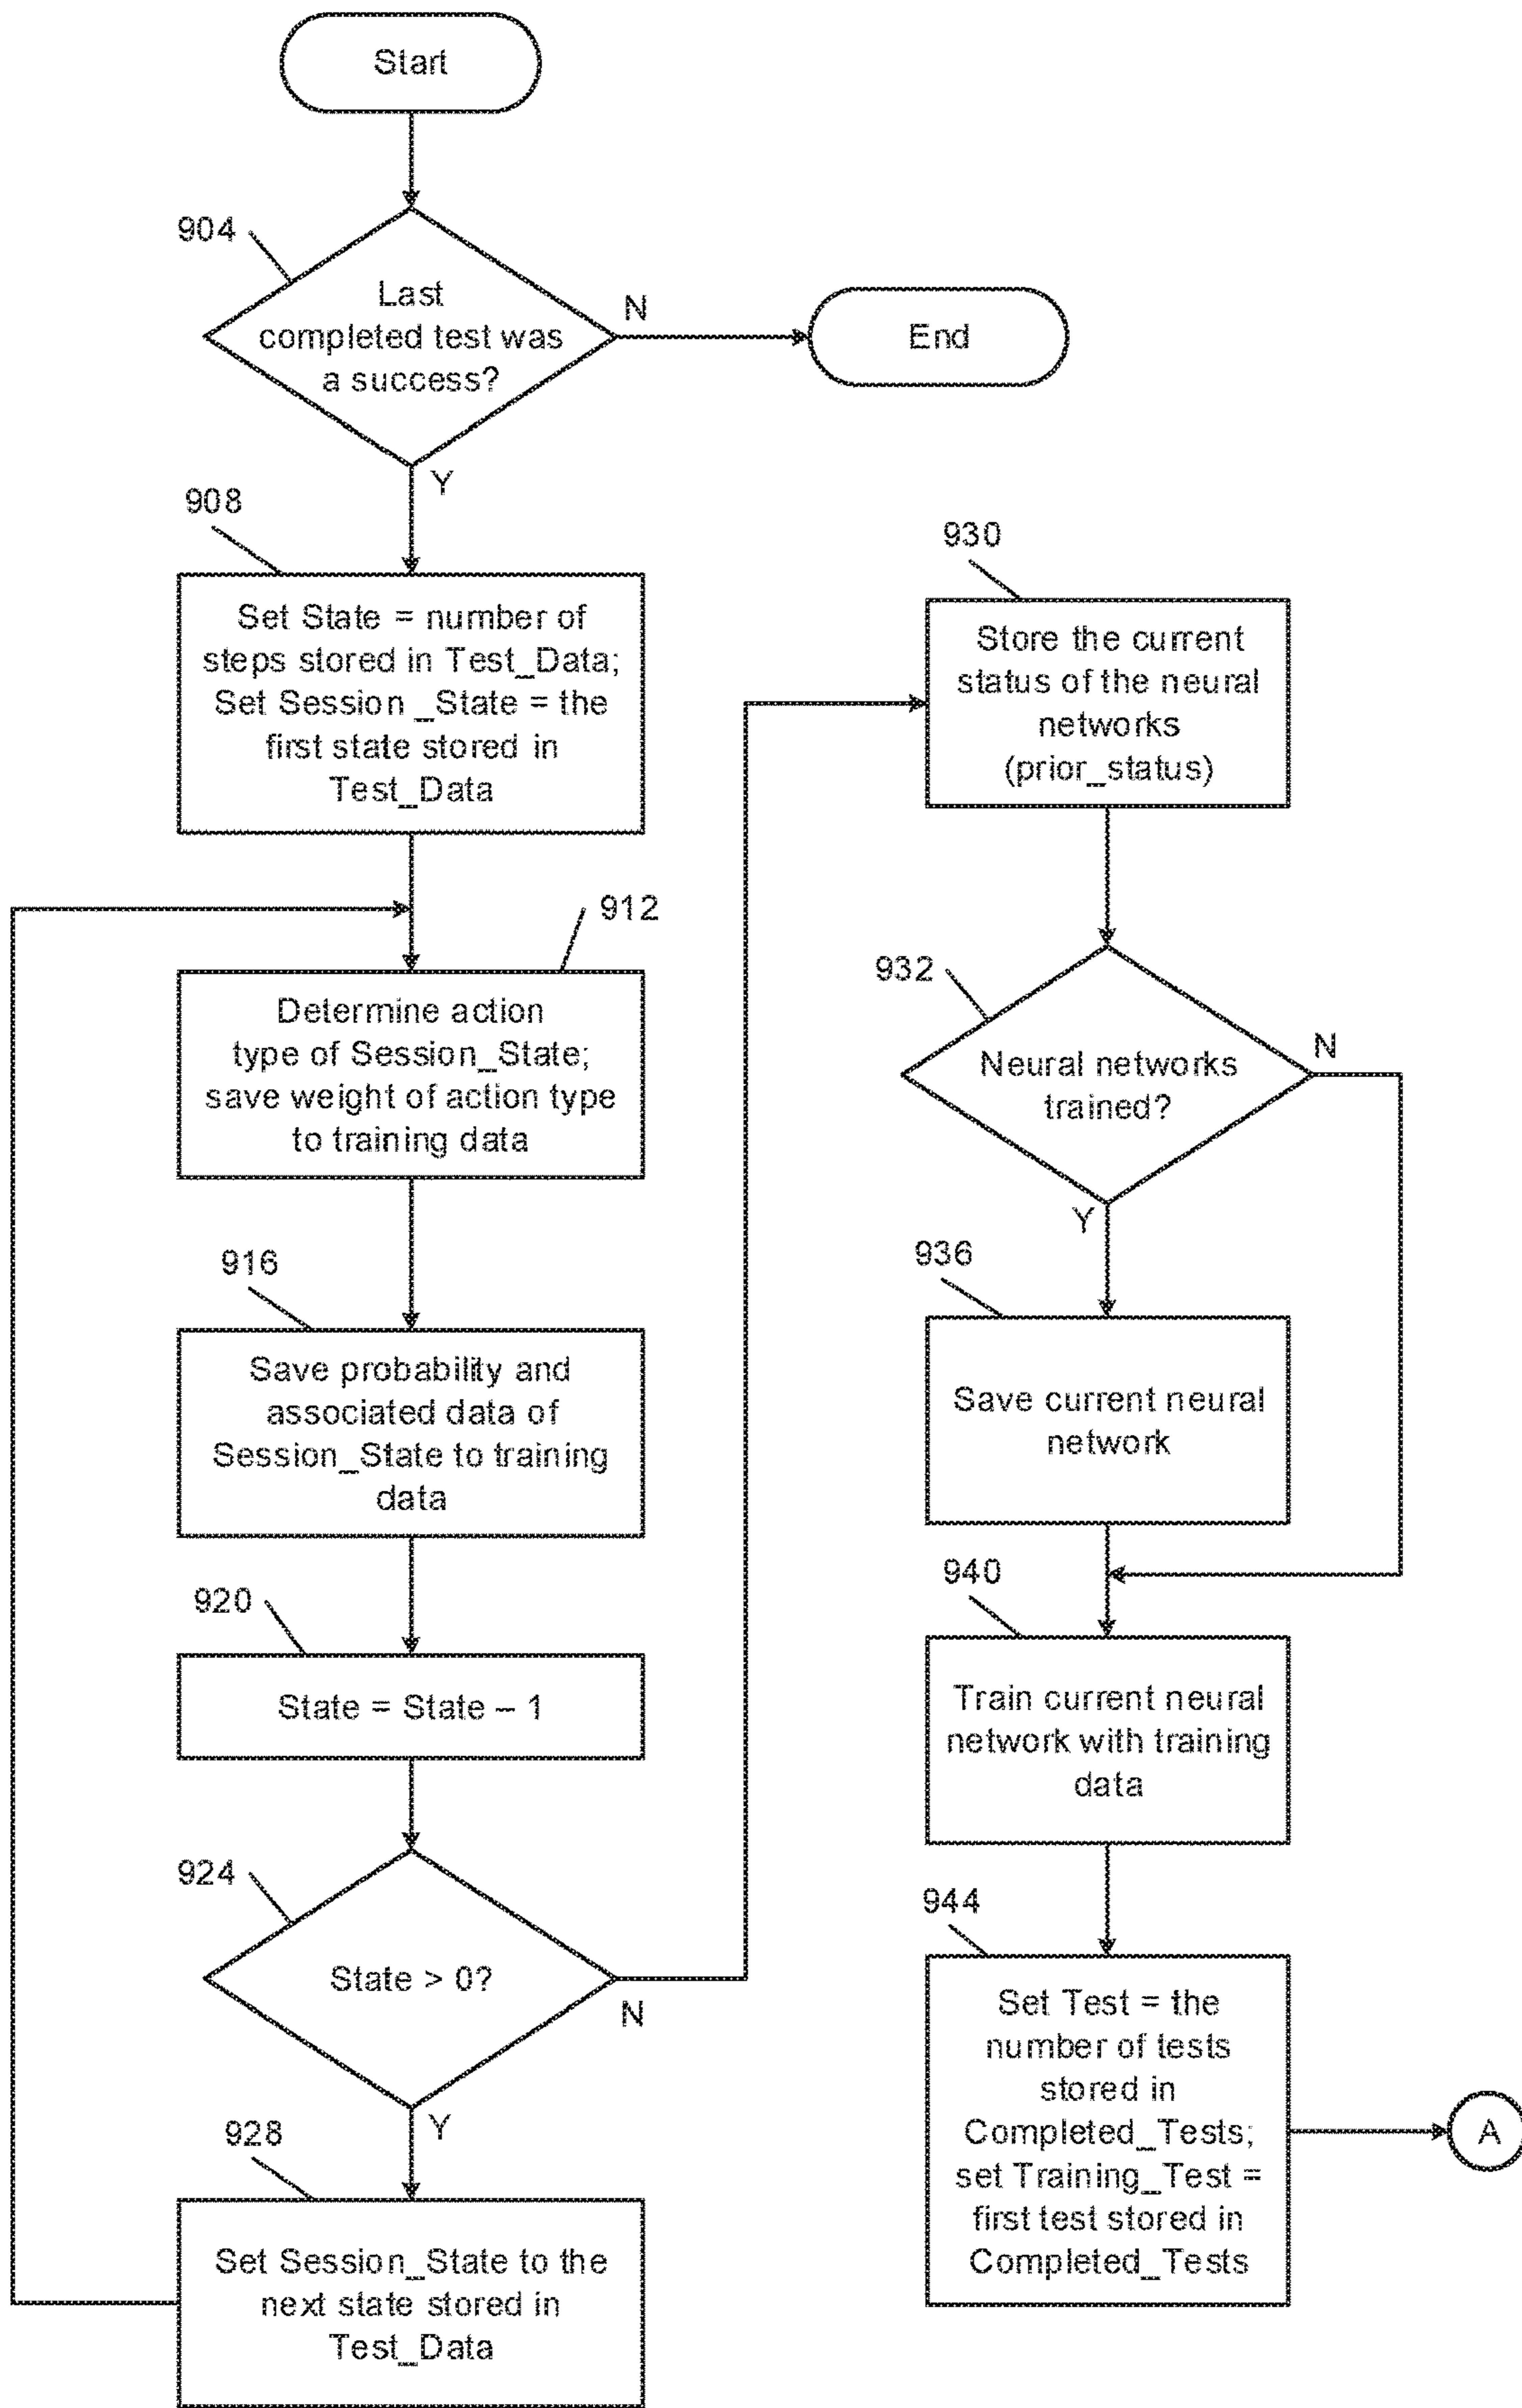 Start
904
Last
completed test was
a success?
N
End
Y
908
Set State = number of
steps stored in Test_Data;
Set Session _State = the
first state stored in
Test_Data
912
Determine action
type of Session_State;
save weight of action type
to training data
916
Save probability and
associated data of
Session_State to training
data
920
State = State – 1
924
State > 0?
N
Y
928
Set Session_State to the
next state stored in
Test_Data
930
Store the current
status of the neural
networks
(prior_status)
932
Neural networks
trained?
N
Y
936
Save current neural
network
940
Train current neural
network with training
data
944
Set Test = the
number of tests
stored in
Completed_Tests;
set Training_Test =
first test stored in
Completed_Tests
A